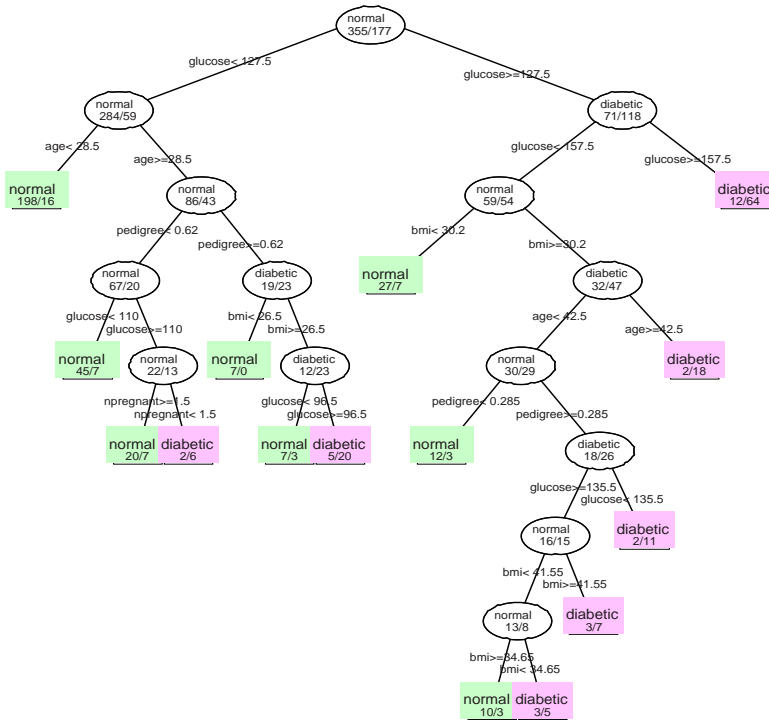 normal
355/177
glucose< 127.5
glucose>=127.5
normal
284/59
diabetic
71/118
age< 28.5
age>=28.5
glucose< 157.5
glucose>=157.5
normal
198/16
normal
86/43
normal
59/54
diabetic
12/64
pedigree< 0.62
pedigree>=0.62
bmi< 30.2
bmi>=30.2
normal
67/20
diabetic
19/23
normal
27/7
diabetic
32/47
glucose< 110
glucose>=110
bmi< 26.5
bmi>=26.5
age< 42.5
age>=42.5
normal
45/7
normal
22/13
normal
7/0
diabetic
12/23
normal
30/29
diabetic
2/18
npregnant>=1.5
npregnant< 1.5
glucose< 96.5
glucose>=96.5
pedigree< 0.285
pedigree>=0.285
normal
20/7
diabetic
2/6
normal
7/3
diabetic
5/20
normal
12/3
diabetic
18/26
glucose>=135.5
glucose< 135.5
normal
16/15
diabetic
2/11
bmi< 41.55
bmi>=41.55
normal
13/8
diabetic
3/7
bmi>=34.65
bmi< 34.65
normal
10/3
diabetic
3/5